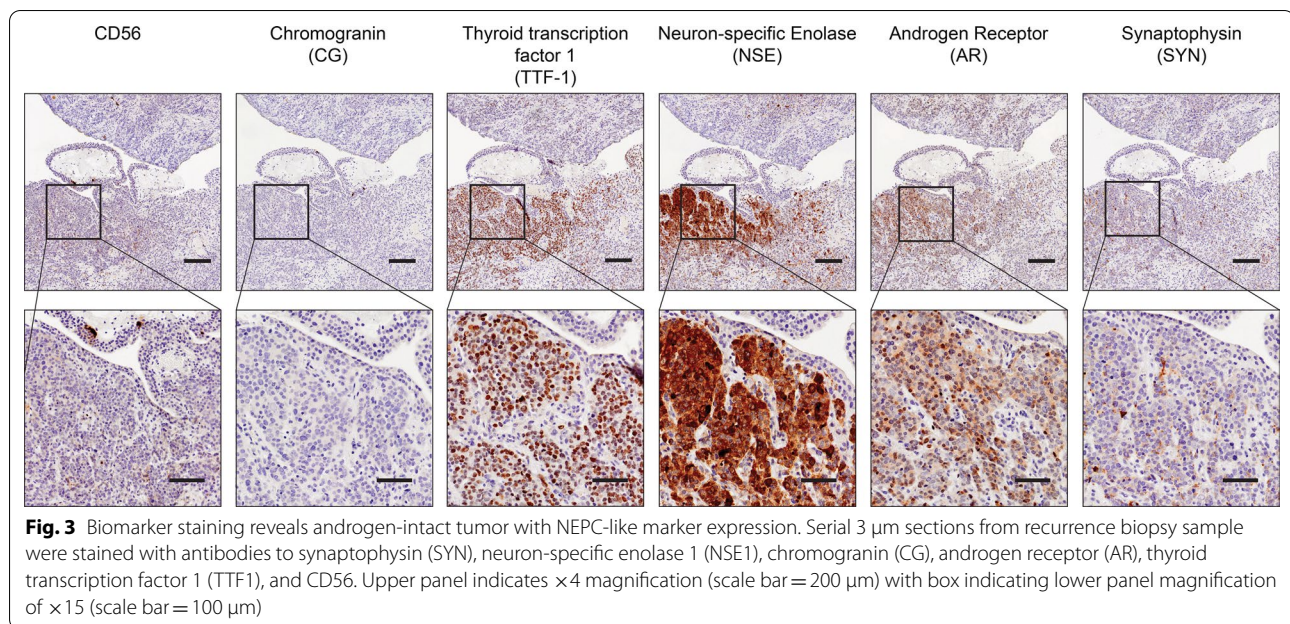 CD56
Chromogranin
(CG)
Thyroid transcription
factor 1
(TTF-1)
Neuron-specific Enolase
(NSE)
Androgen Receptor
(AR)
Synaptophysin
(SYN)
Fig. 3 Biomarker staining reveals androgen-intact tumor with NEPC-like marker expression. Serial 3 μm sections from recurrence biopsy sample
were stained with antibodies to synaptophysin (SYN), neuron-specific enolase 1 (NSE1), chromogranin (CG), androgen receptor (AR), thyroid
transcription factor 1 (TTF1), and CD56. Upper panel indicates ×4 magnification (scale bar = 200 μm) with box indicating lower panel magnification
of ×15 (scale bar = 100 μm)